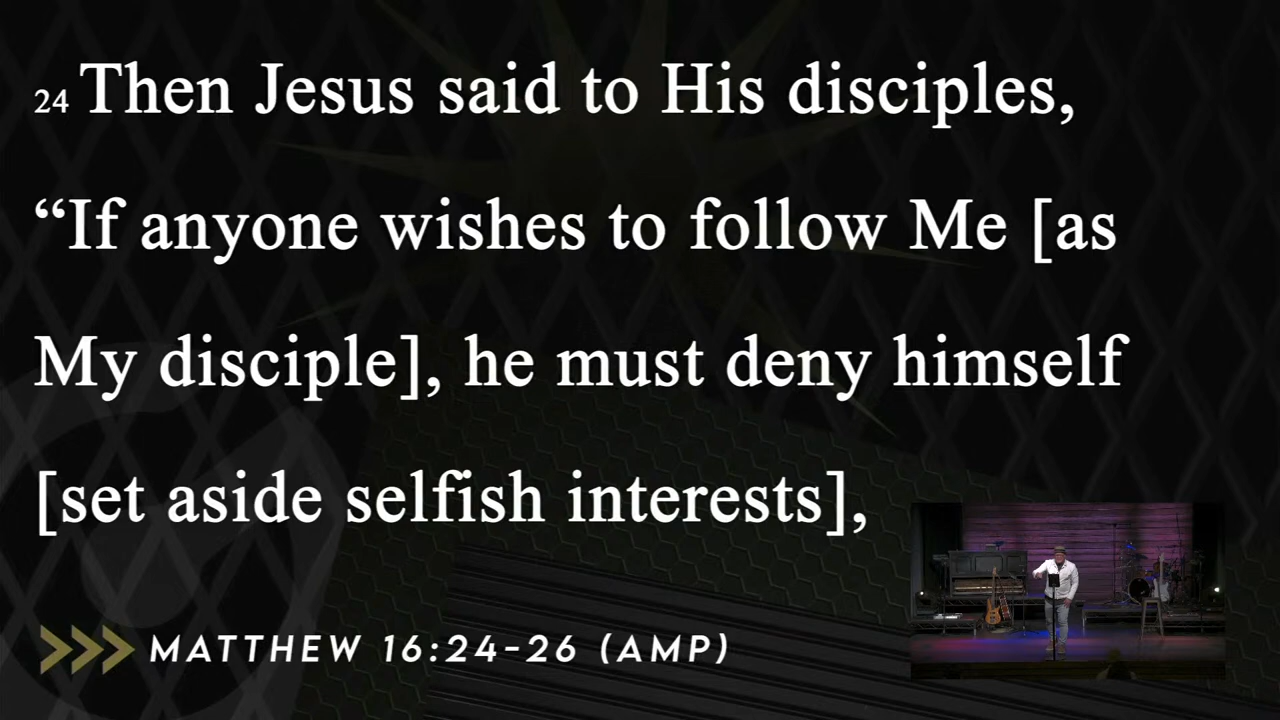 24 Then Jesus said to His disciples,
“If anyone wishes to follow Me [as
My disciple], he must deny himself
[set aside selfish interests],
MATTHEW 16:24-26 (AMP)